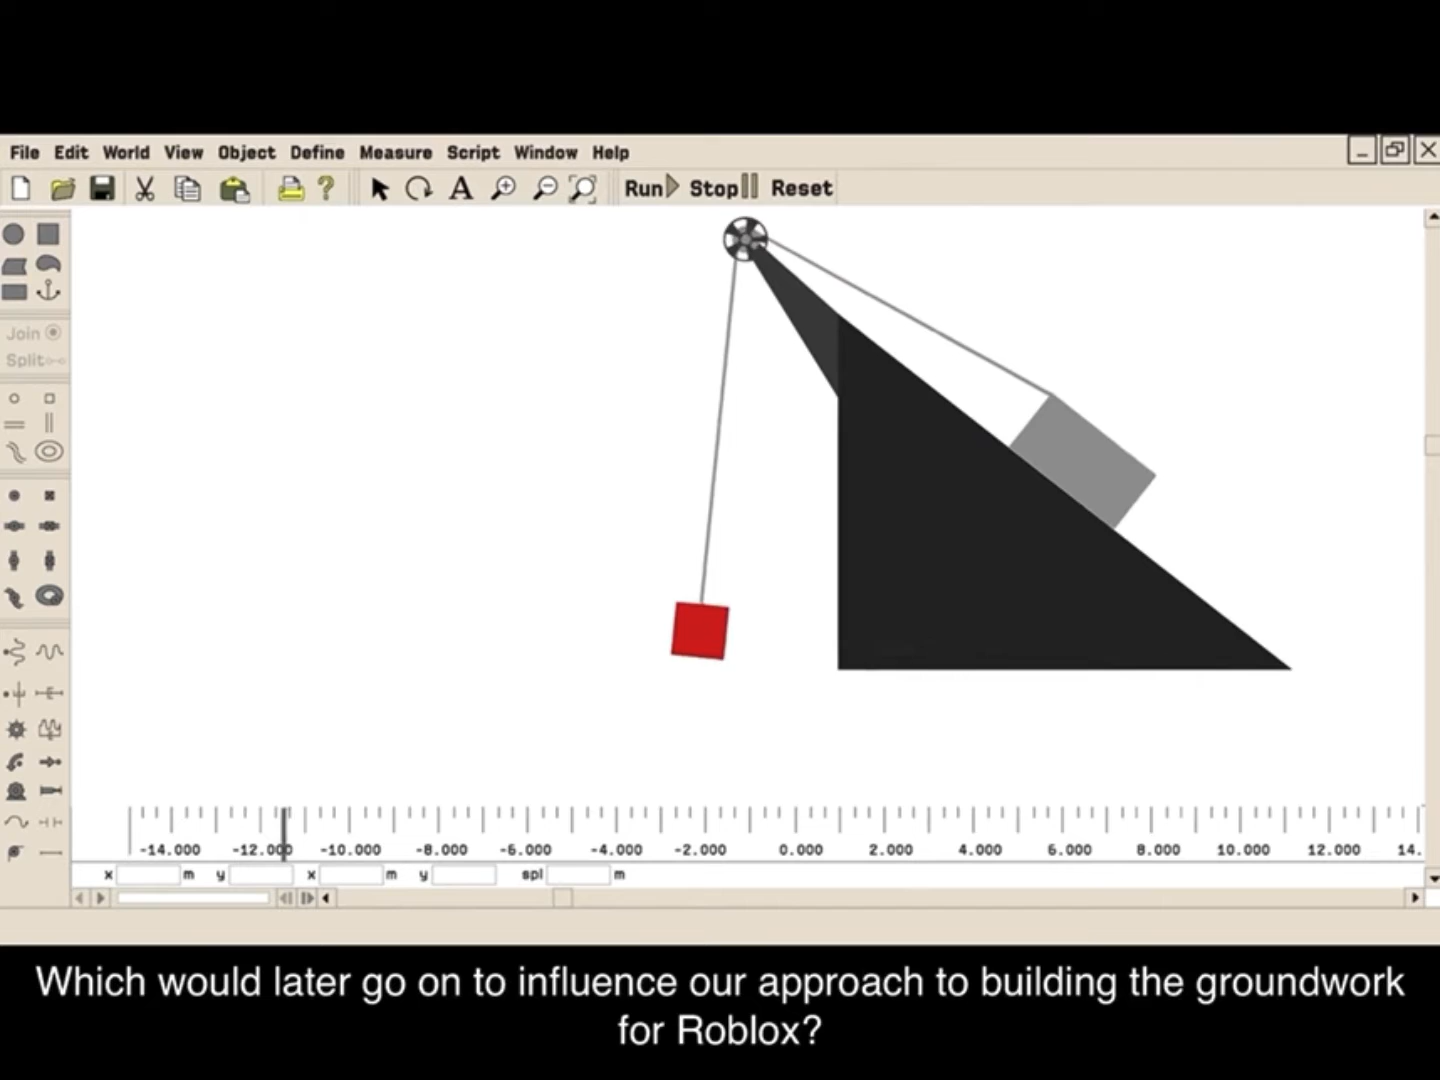 File Edit World View Object Define Measure Script Window Help
Run Stop Reset
Join
Split
-14.000 -12.000 -10.000 -8.000 -6.000 -4.000 -2.000 0.000 2.000 4.000 6.000 8.000 10.000 12.000 14.
x m y x m y spl m
Which would later go on to influence our approach to building the groundwork
for Roblox?